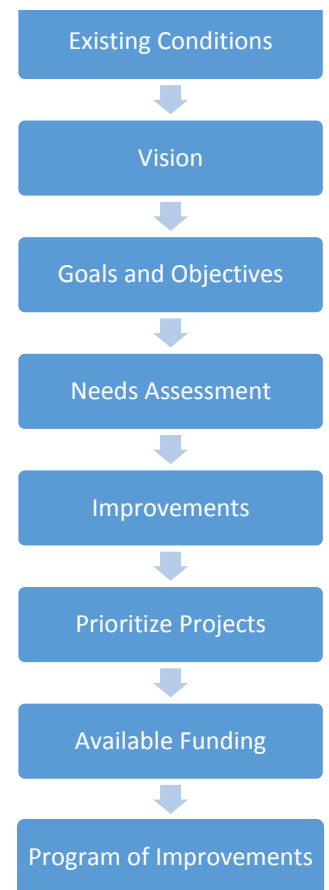 Existing Conditions
Vision
Goals and Objectives
Needs Assessment
Improvements
Prioritize Projects
Available Funding
Program of Improvements